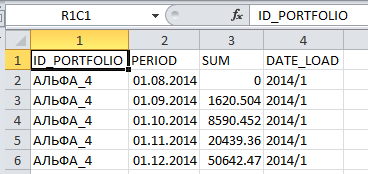 R1C1 fx ID_PORTFOLIO
1 2 3 4
1 ID_PORTFOLIO PERIOD SUM DATE_LOAD
2 АЛЬФА_4 01.08.2014 0 2014/1
3 АЛЬФА_4 01.09.2014 1620.504 2014/1
4 АЛЬФА_4 01.10.2014 8590.452 2014/1
5 АЛЬФА_4 01.11.2014 20439.36 2014/1
6 АЛЬФА_4 01.12.2014 50642.47 2014/1